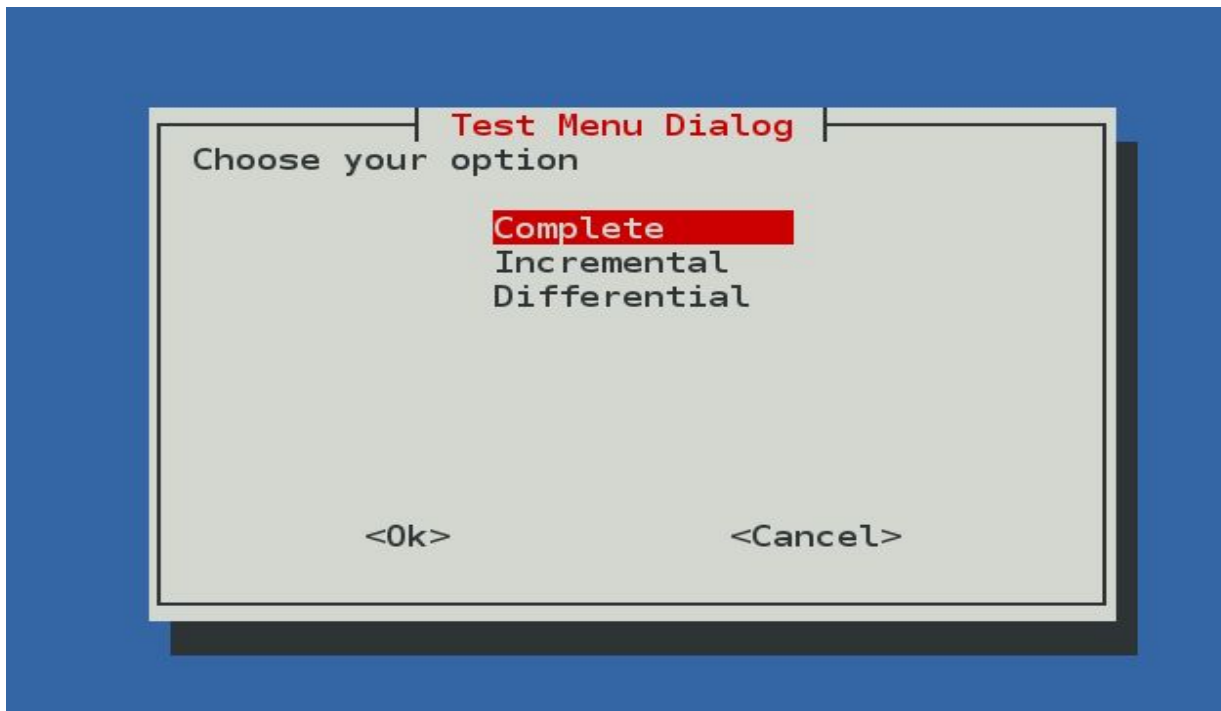 Test Menu Dialog
Choose your option
Complete
Incremental
Differential
<Ok> <Cancel>